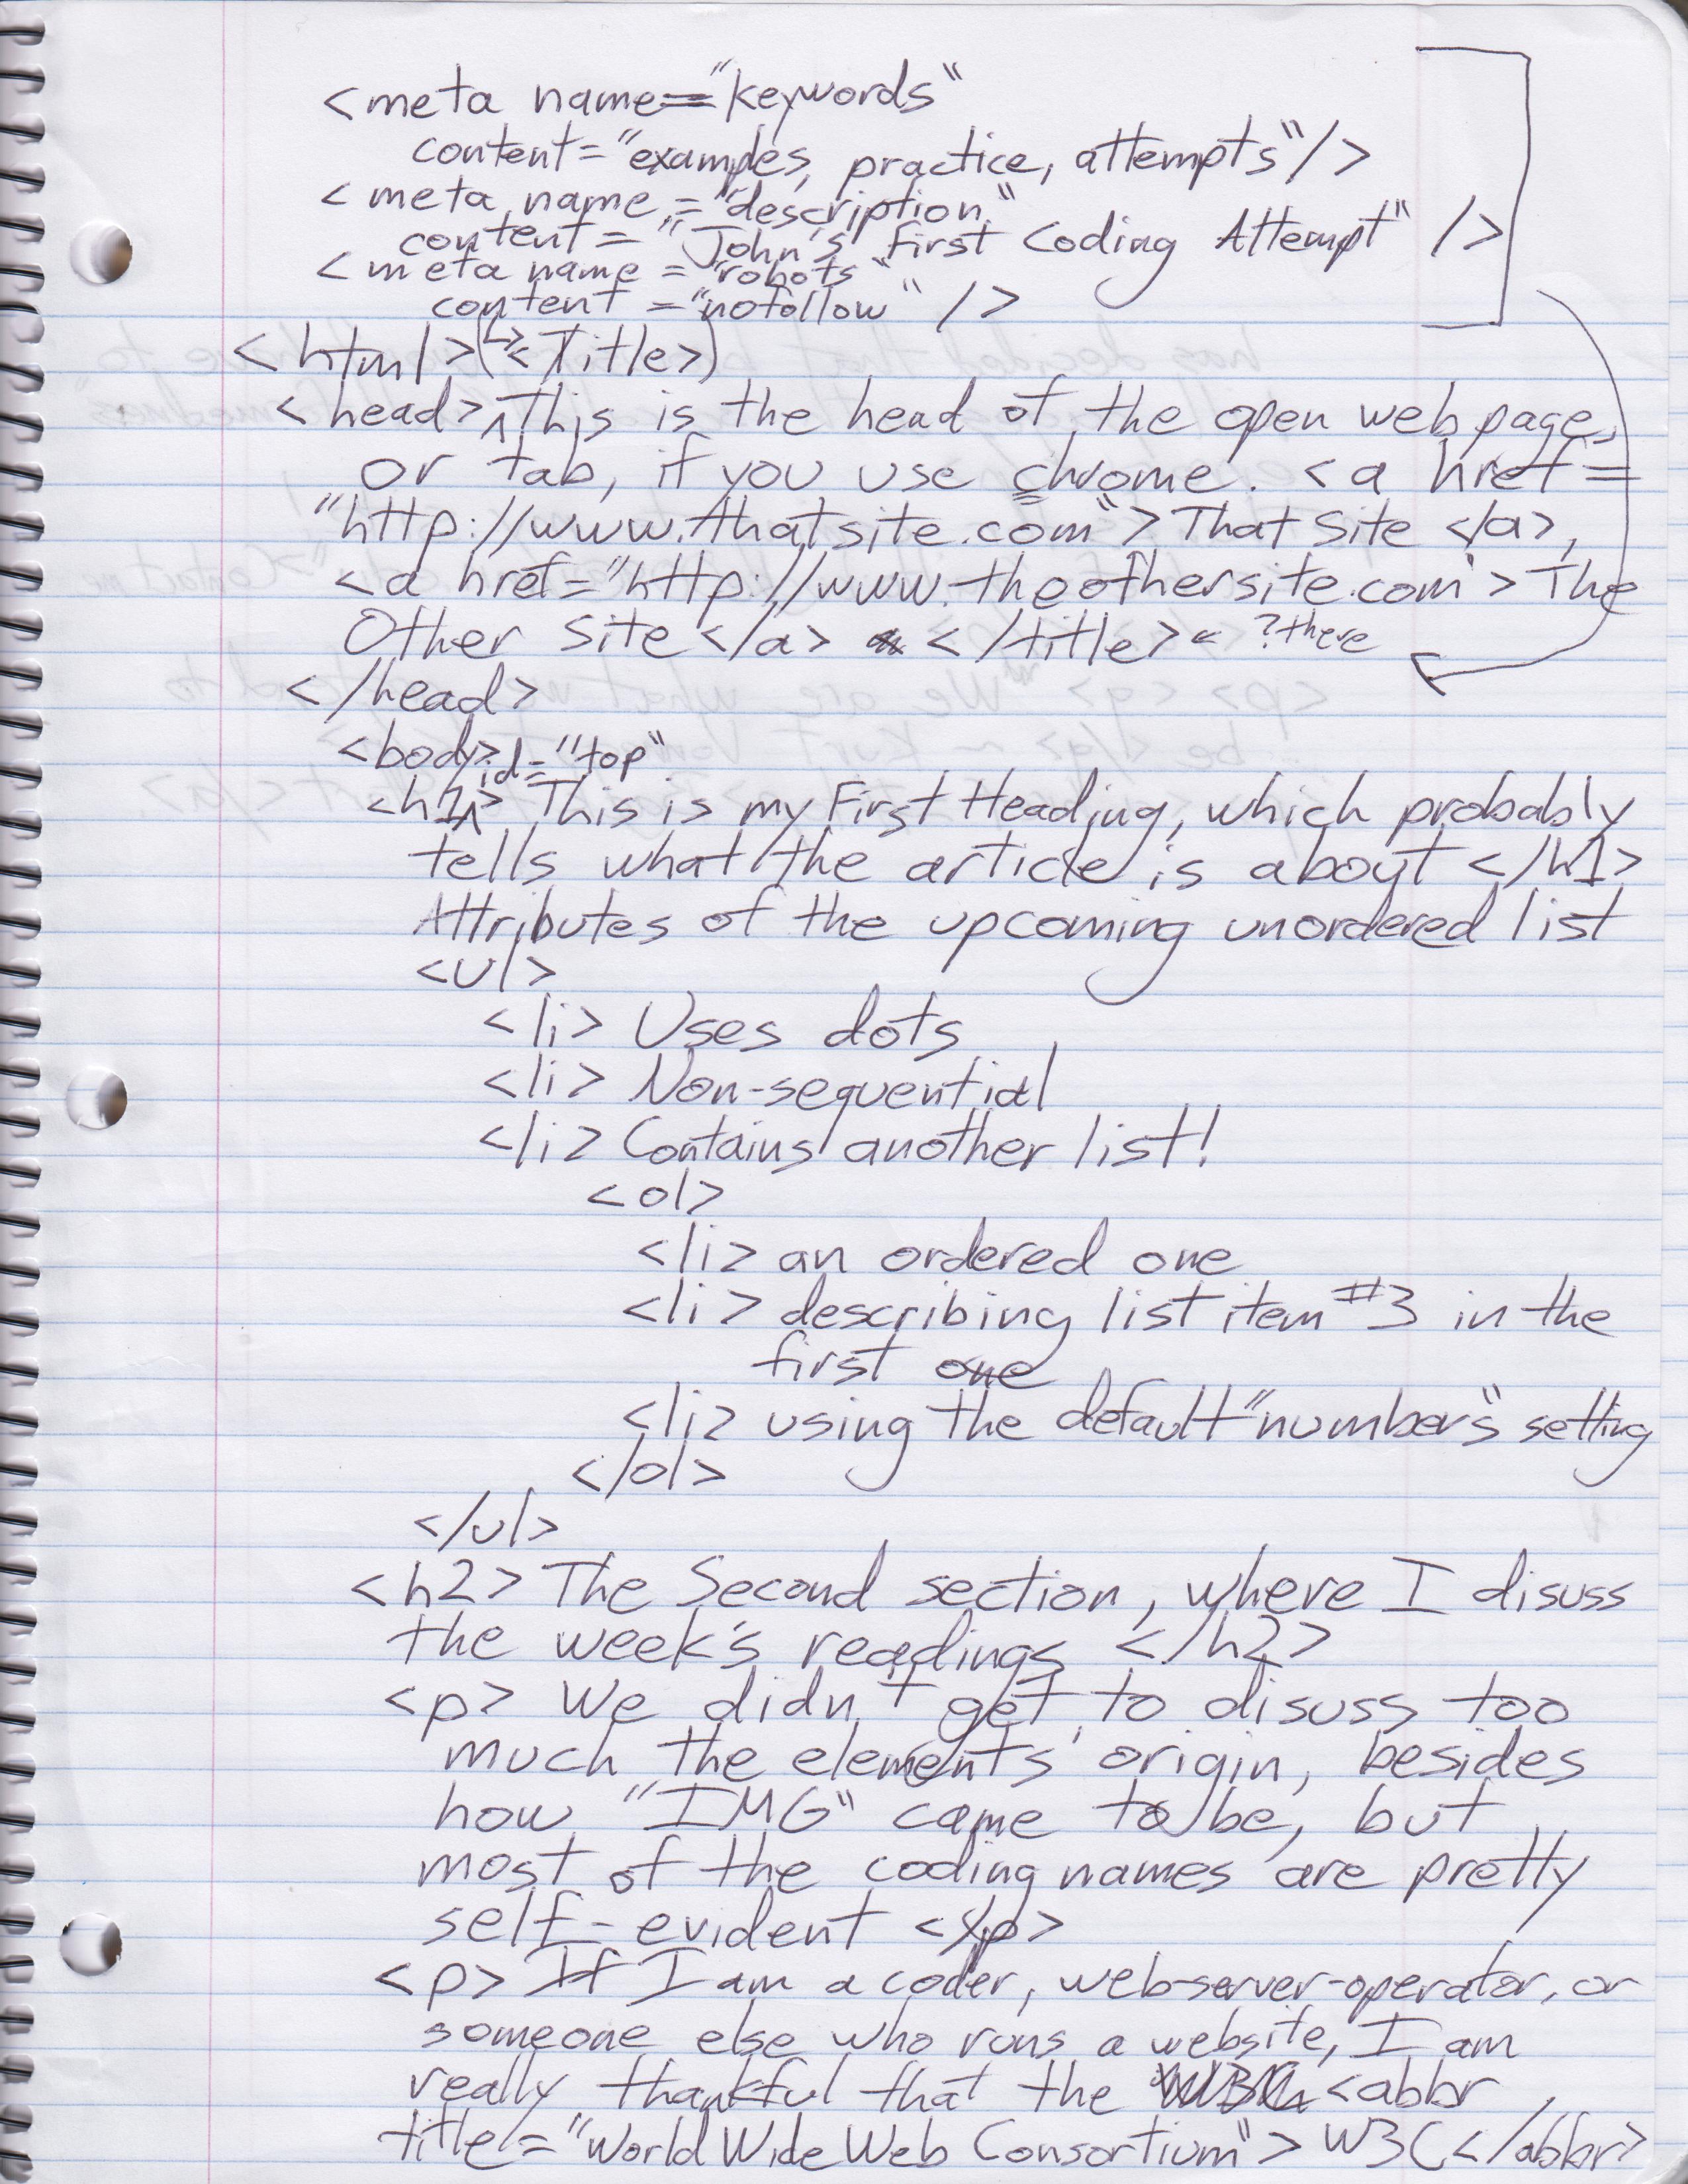 <meta name="keywords"
content="examples, practice, attempts"/>
<meta name="description"
content="John's First Coding Attempt" />
<meta name="robots"
content="nofollow" />
<html> (↳<Title>)
<head>^This is the head of the open web page,
or tab, if you use chrome. <a href=
"http://www.thatsite.com">That Site </a>,
<a href="http://www.theothersite.com">The
Other Site</a> </title>← ?there
</head>
<body>
id="top"
<h1^> This is my First Heading, which probably
tells what the article is about </h1>
Attributes of the upcoming unordered list
<ul>
<li> Uses dots
<li> Non-sequential
<li> Contains another list!
<ol>
<li> an ordered one
<li> describing list item #3 in the
first one
<li> using the default "numbers" setting
</ol>
</ul>
<h2> The Second section, where I disuss
the week's readings </h2>
<p> We didn't get to disuss too
much the elements' origin, besides
how "IMG" came to be, but
most of the coding names are pretty
self-evident </p>
<p> If I am a coder, web-server-operator, or
someone else who runs a website, I am
really thankful that the <abbr
title="World Wide Web Consortium"> W3C</abbr>